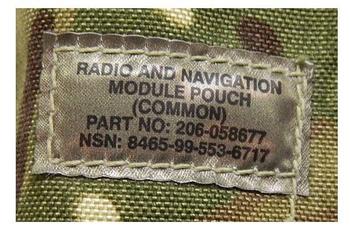 RADIO AND NAVIGATION
MODULE POUCH
(COMMON)
PART NO: 206-058677
NSN: 8465-99-553-6717